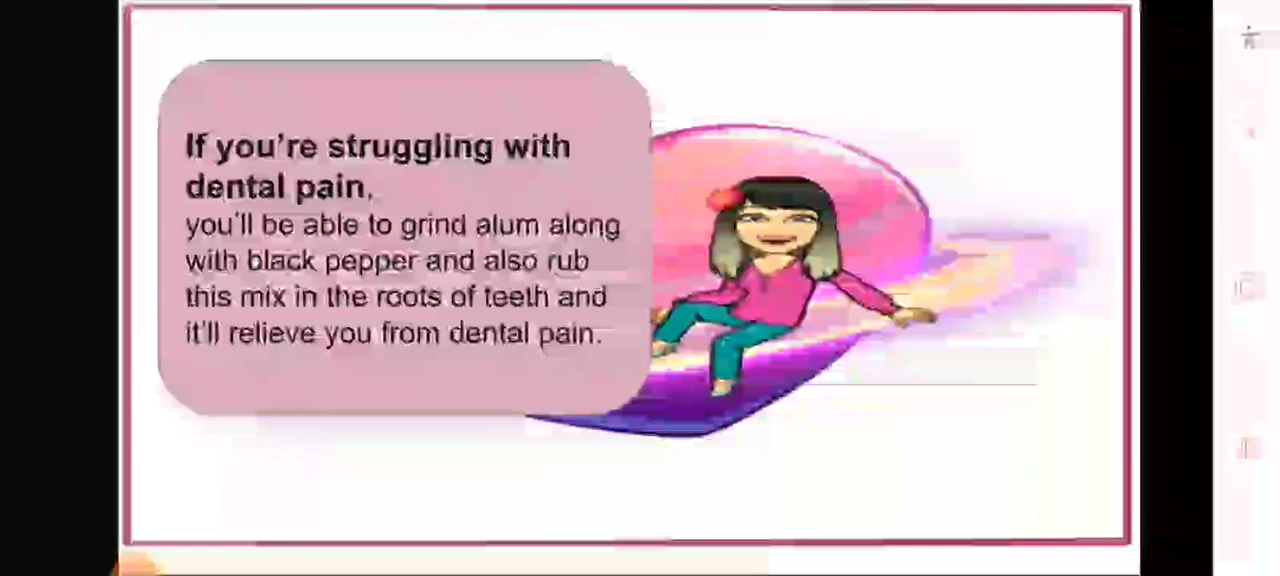 If you're struggling with
dental pain,
you'll be able to grind alum along
with black pepper and also rub
this mix in the roots of teeth and
it'll relieve you from dental pain.